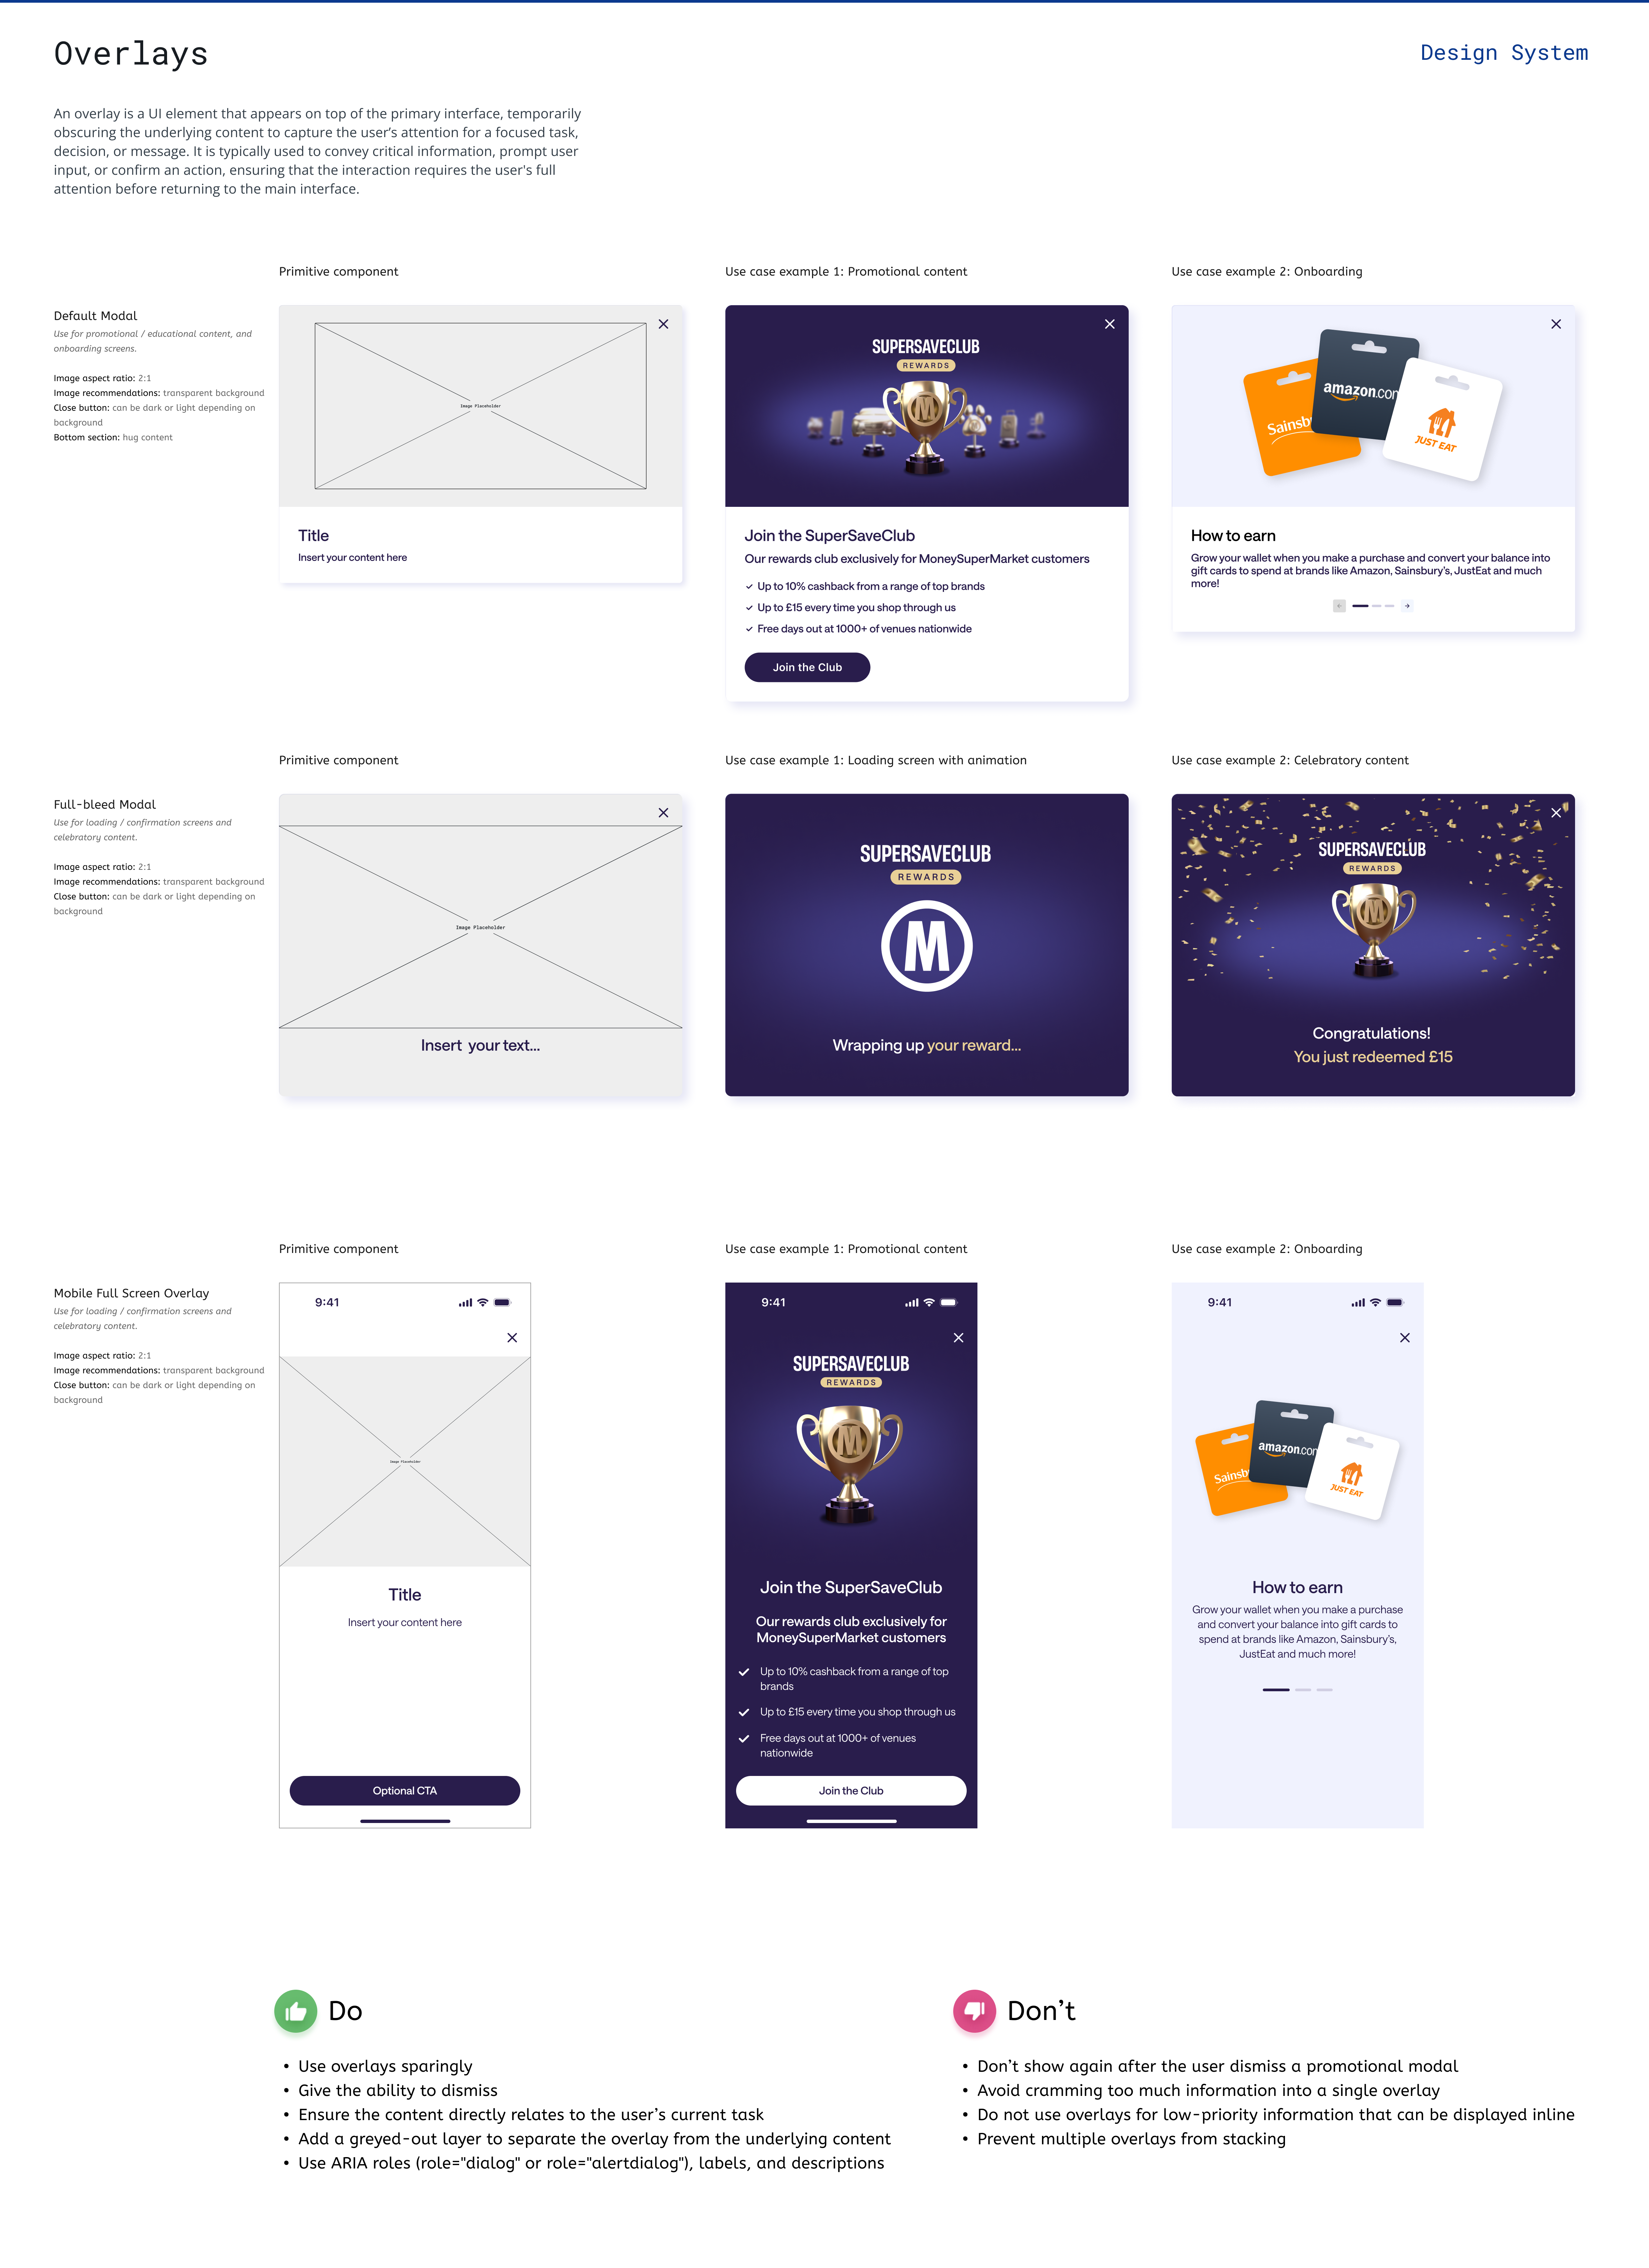 Overlays
Design System
An overlay is a UI element that appears on top of the primary interface, temporarily
obscuring the underlying content to capture the user's attention for a focused task,
decision, or message. It is typically used to convey critical information, prompt user
input, or confirm an action, ensuring that the interaction requires the user's full
attention before returning to the main interface.
Primitive component
Use case example 1: Promotional content
Use case example 2: Onboarding
Default Modal
Use for promotional / educational content, and
onboarding screens.
Image aspect ratio: 2:1
Image recommendations: transparent background
Close button: can be dark or light depending on
background
Bottom section: hug content
Image Placeholder
Title
Insert your content here
SUPERSAVECLUB
REWARDS
M
Join the SuperSaveClub
Our rewards club exclusively for MoneySuperMarket customers
Up to 10% cashback from a range of top brands
Up to £15 every time you shop through us
Free days out at 1000+ of venues nationwide
Join the Club
Sainsb
amazon.com
JUST EAT
How to earn
Grow your wallet when you make a purchase and convert your balance into
gift cards to spend at brands like Amazon, Sainsbury's, JustEat and much
more!
Primitive component
Use case example 1: Loading screen with animation
Use case example 2: Celebratory content
Full-bleed Modal
Use for loading / confirmation screens and
celebratory content.
Image aspect ratio: 2:1
Image recommendations: transparent background
Close button: can be dark or light depending on
background
Image Placeholder
Insert your text...
SUPERSAVECLUB
REWARDS
M
Wrapping up your reward...
SUPERSAVECLUB
REWARDS
M
Congratulations!
You just redeemed £15
Primitive component
Use case example 1: Promotional content
Use case example 2: Onboarding
Mobile Full Screen Overlay
Use for loading / confirmation screens and
celebratory content.
Image aspect ratio: 2:1
Image recommendations: transparent background
Close button: can be dark or light depending on
background
9:41
Image Placeholder
Title
Insert your content here
Optional CTA
9:41
SUPERSAVECLUB
REWARDS
M
Join the SuperSaveClub
Our rewards club exclusively for
MoneySuperMarket customers
Up to 10% cashback from a range of top
brands
Up to £15 every time you shop through us
Free days out at 1000+ of venues
nationwide
Join the Club
9:41
Sainsb
amazon.com
JUST EAT
How to earn
Grow your wallet when you make a purchase
and convert your balance into gift cards to
spend at brands like Amazon, Sainsbury's,
JustEat and much more!
Do
• Use overlays sparingly
• Give the ability to dismiss
• Ensure the content directly relates to the user's current task
• Add a greyed-out layer to separate the overlay from the underlying content
• Use ARIA roles (role="dialog" or role="alertdialog"), labels, and descriptions
Don't
• Don't show again after the user dismiss a promotional modal
• Avoid cramming too much information into a single overlay
• Do not use overlays for low-priority information that can be displayed inline
• Prevent multiple overlays from stacking